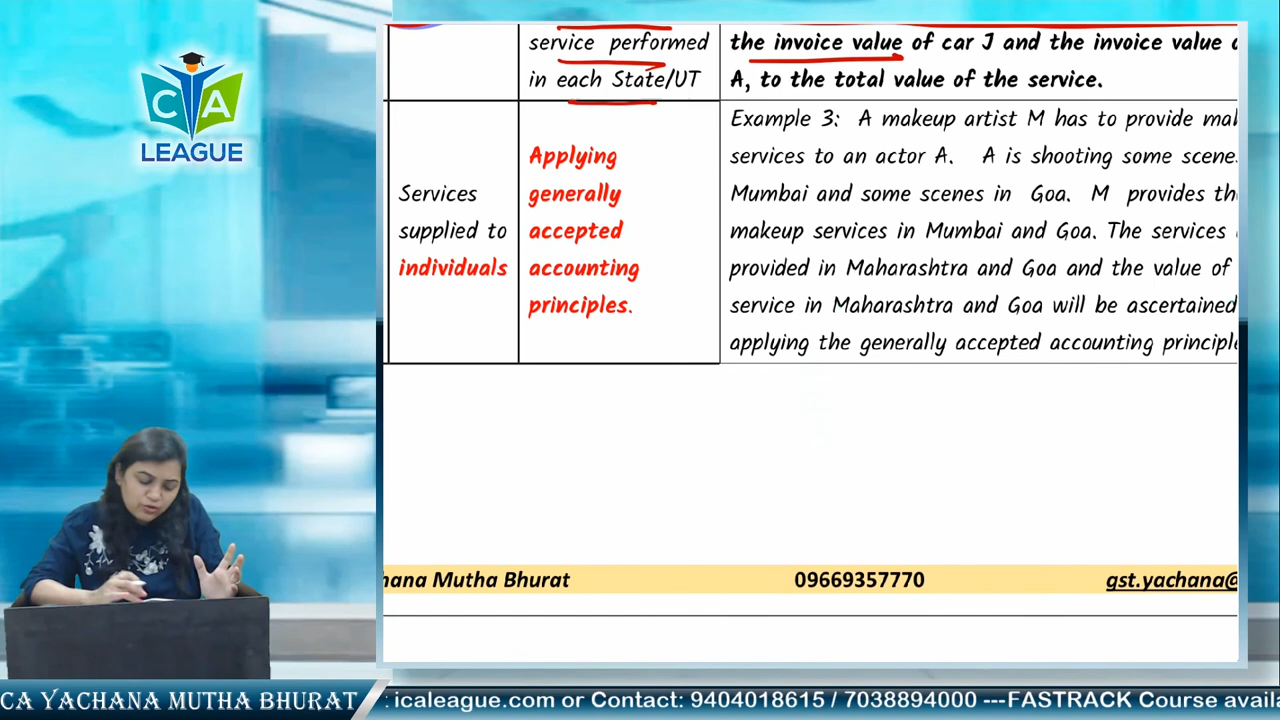 CA
LEAGUE
service performed
in each State/UT
the invoice value of car J and the invoice value
A, to the total value of the service.
Services
supplied to
individuals
Applying
generally
accepted
accounting
principles.
Example 3: A makeup artist M has to provide
services to an actor A. A is shooting some
Mumbai and some scenes in Goa. M provides
makeup services in Mumbai and Goa. The services
provided in Maharashtra and Goa and the value of
service in Maharashtra and Goa will be ascertained
applying the generally accepted accounting
Mutha Bhurat 09669357770 gst.yachana@
CA YACHANA MUTHA BHURAT
: icaleague.com or Contact: 9404018615 / 7038894000 ---FASTRACK Course